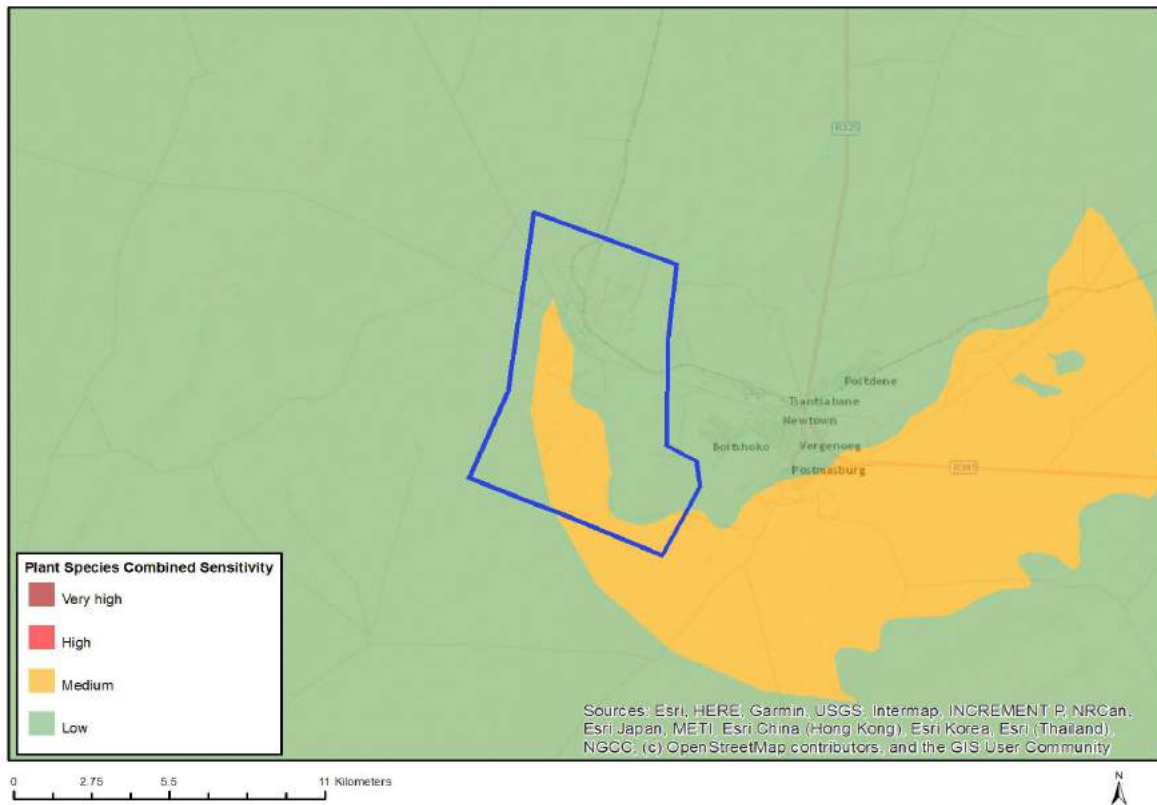 R325
Postdene
Tsantsabane
Newtown
Boitshoko
Vergenoeg
Postmasburg
R385
Plant Species Combined Sensitivity
Very high
High
Medium
Low
Sources: Esri, HERE, Garmin, USGS, Intermap, INCREMENT P, NRCan,
Esri Japan, METI, Esri China (Hong Kong), Esri Korea, Esri (Thailand),
NGCC, (c) OpenStreetMap contributors, and the GIS User Community
0 2.75 5.5 11 Kilometers
N